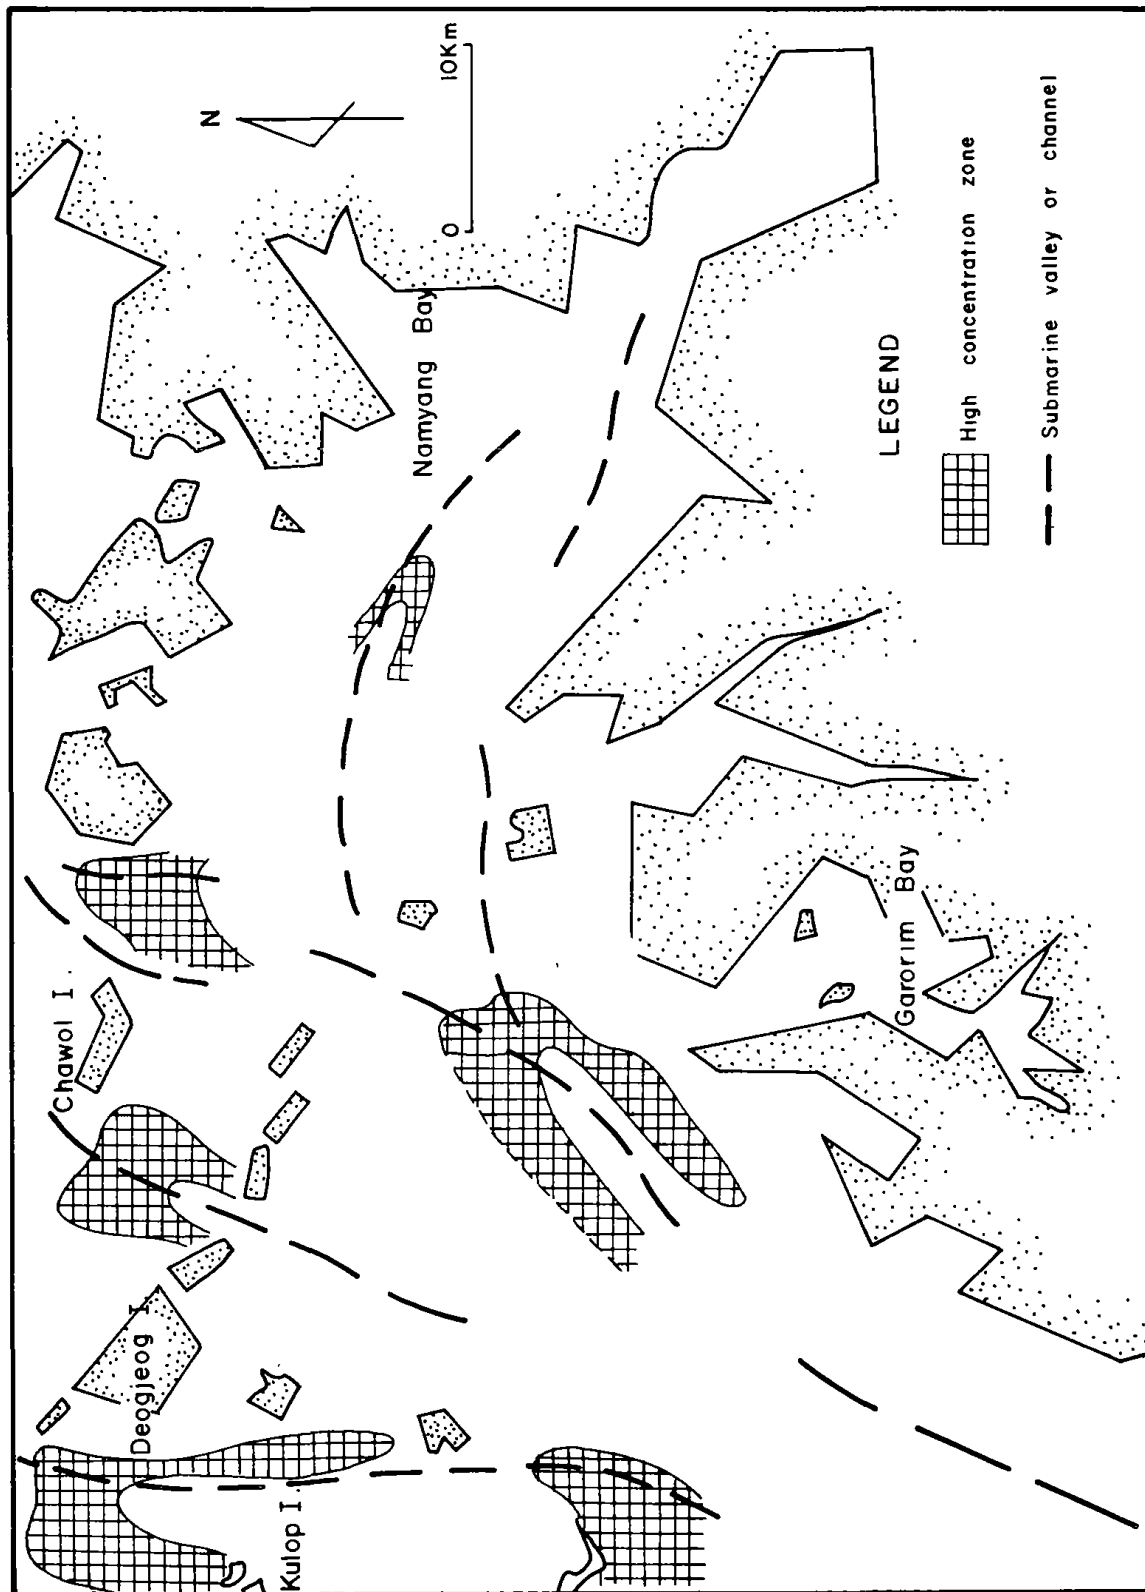 Chawol I.
Deogjeog I.
Kulop I.
Namyang Bay
Garorim Bay
N
0 10Km
LEGEND
High concentration zone
Submarine valley or channel